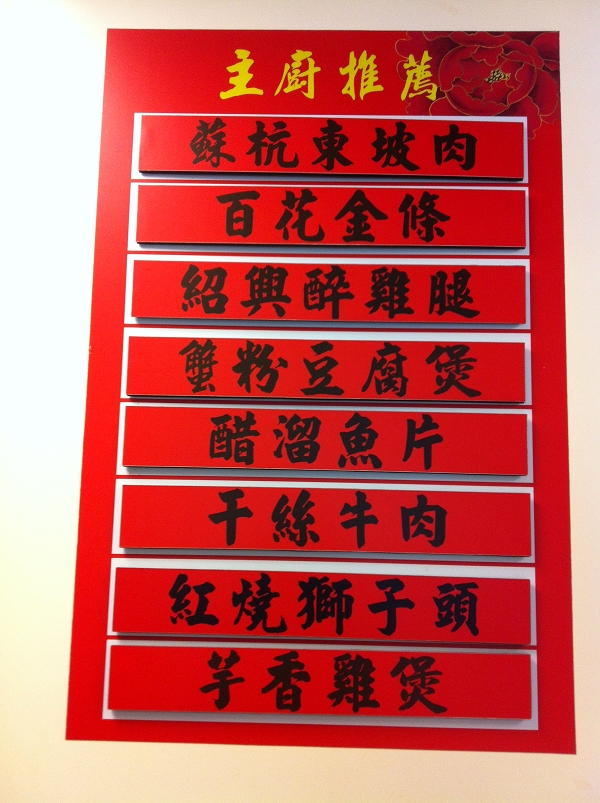 主廚推薦
蘇杭東坡肉
百花金條
紹興醉雞腿
蟹粉豆腐煲
醋溜魚片
干絲牛肉
紅燒獅子頭
芋香雞煲